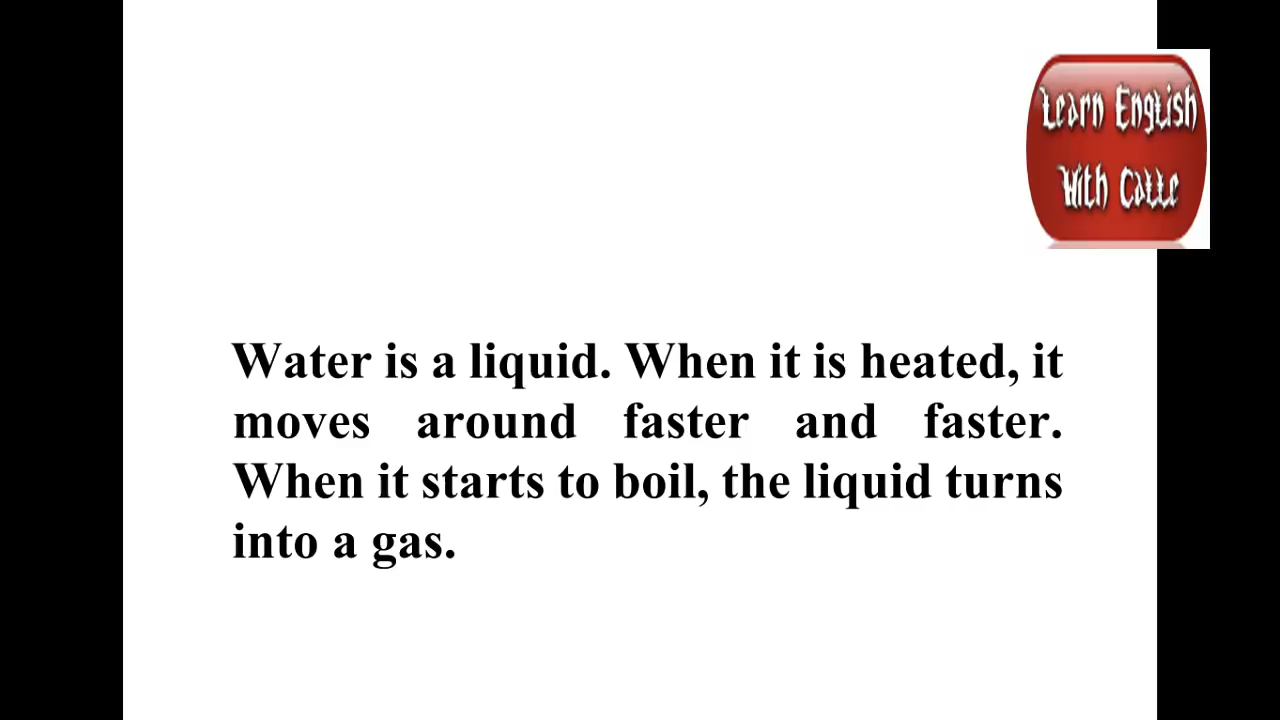 Learn English
With Catte
Water is a liquid. When it is heated, it
moves around faster and faster.
When it starts to boil, the liquid turns
into a gas.